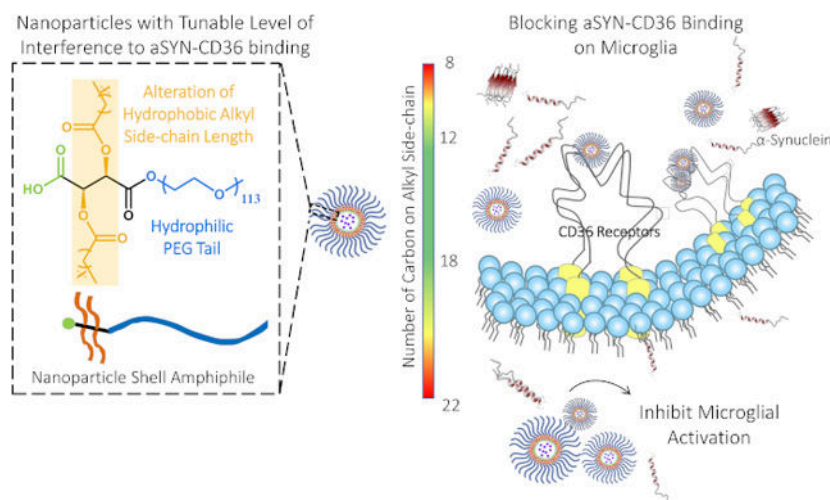 Nanoparticles with Tunable Level of
Interference to aSYN-CD36 binding
Alteration of
Hydrophobic Alkyl
Side-chain Length
O
O
O
HO
O
O
O
O
O
113
Hydrophilic
PEG Tail
Nanoparticle Shell Amphiphile
Number of Carbon on Alkyl Side-chain
8
12
18
22
Blocking aSYN-CD36 Binding
on Microglia
α-Synuclein
CD36 Receptors
Inhibit Microglial
Activation